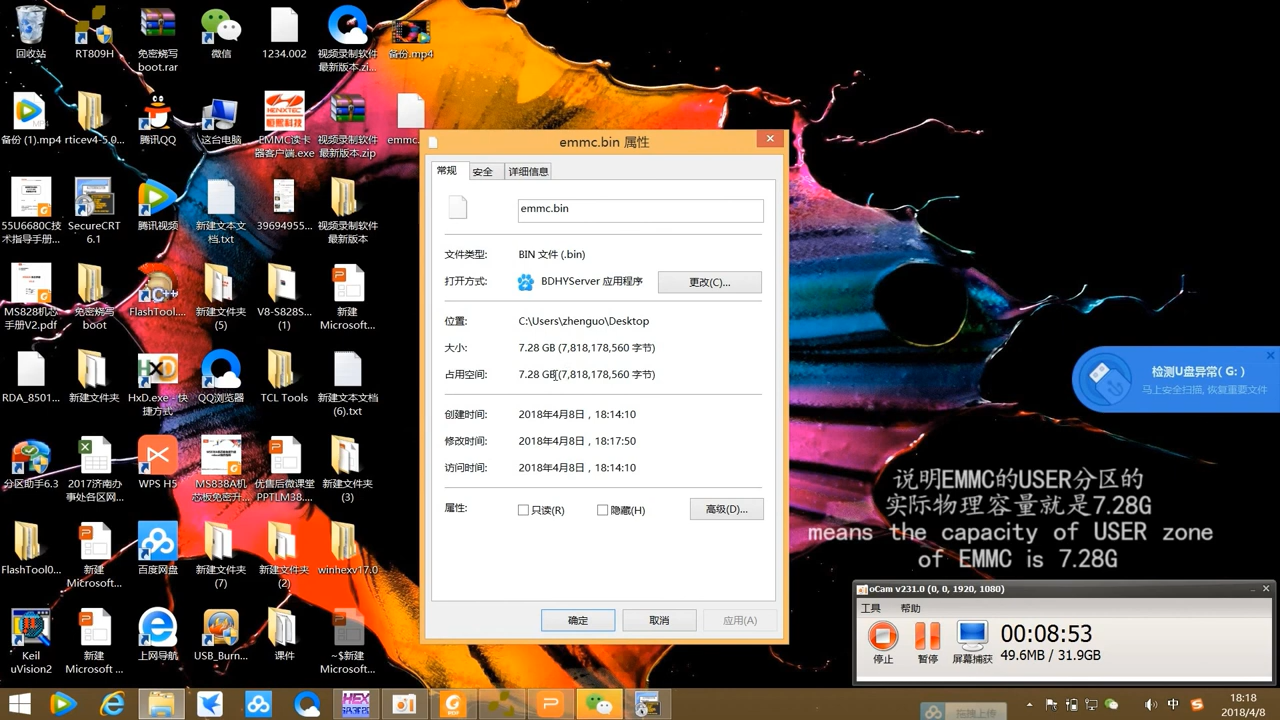 回收站
RT809H
免密烧写
boot.rar
微信
1234.002
视频录制软件
最新版本.zi...
备份.mp4
备份 (1).mp4
rticev4-5.0...
腾讯QQ
这台电脑
HENXTEC
恒熙科技
EMMC读卡
器客户端.exe
视频录制软件
最新版本.zip
emmc.
55U6680C技
术指导手册...
SecureCRT
6.1
腾讯视频
新建文本文
档.txt
39694955...
视频录制软件
最新版本
MS828机芯
手册V2.pdf
免密烧写
boot
FlashTool....
新建文件夹
(5)
V8-S828S...
(1)
新建
Microsoft...
RDA_8501...
新建文件夹
HxD.exe - 快
捷方式
QQ浏览器
TCL Tools
新建文本文档
(6).txt
分区助手6.3
2017济南办
事处各区网...
WPS H5
MS838A机
芯板免密升...
优售后微课堂
PPTLM38....
新建文件夹
(3)
FlashTool0...
新建
Microsoft...
百度网盘
新建文件夹
(7)
新建文件夹
(2)
winhexv17.0
Keil
uVision2
新建
Microsoft ...
上网导航
USB_Burn...
课件
~$新建
Microsoft...
emmc.bin 属性
常规
安全
详细信息
emmc.bin
文件类型:
BIN 文件 (.bin)
打开方式:
BDHYServer 应用程序
更改(C)...
位置:
C:\Users\zhenguo\Desktop
大小:
7.28 GB (7,818,178,560 字节)
占用空间:
7.28 GB (7,818,178,560 字节)
创建时间:
2018年4月8日，18:14:10
修改时间:
2018年4月8日，18:17:50
访问时间:
2018年4月8日，18:14:10
属性:
只读(R)
隐藏(H)
高级(D)...
确定
取消
应用(A)
检测U盘异常( G: )
马上安全扫描, 恢复重要文件
说明EMMC的USER分区的
实际物理容量就是7.28G
means the capacity of USER zone
of EMMC is 7.28G
oCam v231.0 (0, 0, 1920, 1080)
工具
帮助
停止
暂停
屏幕捕获
00:08:53
49.6MB / 31.9GB
拖拽上传
中
18:18
2018/4/8